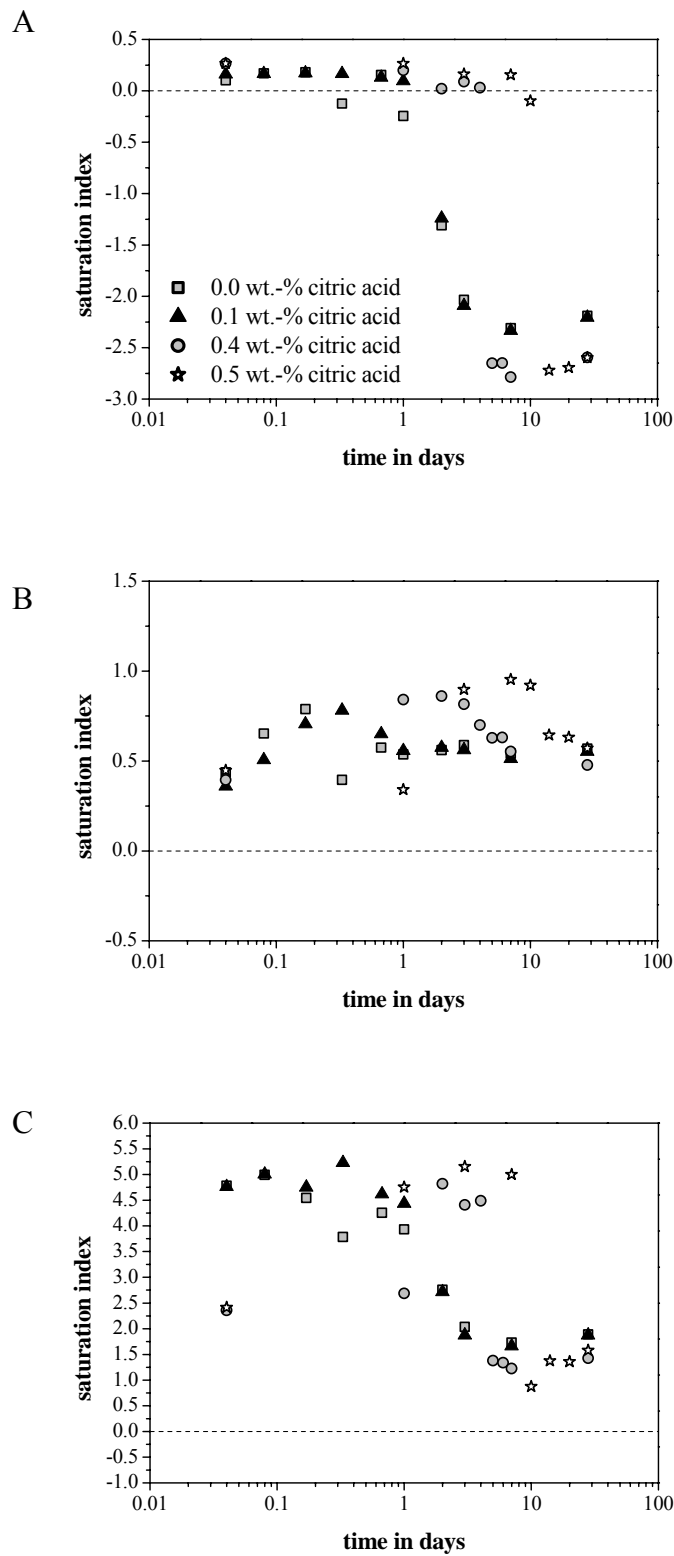 A
0.5
0.0
-0.5
-1.0
-1.5
-2.0
-2.5
-3.0
saturation index
0.0 wt.-% citric acid
0.1 wt.-% citric acid
0.4 wt.-% citric acid
0.5 wt.-% citric acid
0.01 0.1 1 10 100
time in days
B
1.5
1.0
0.5
0.0
-0.5
saturation index
0.01 0.1 1 10 100
time in days
C
6.0
5.5
5.0
4.5
4.0
3.5
3.0
2.5
2.0
1.5
1.0
0.5
0.0
-0.5
-1.0
saturation index
0.01 0.1 1 10 100
time in days